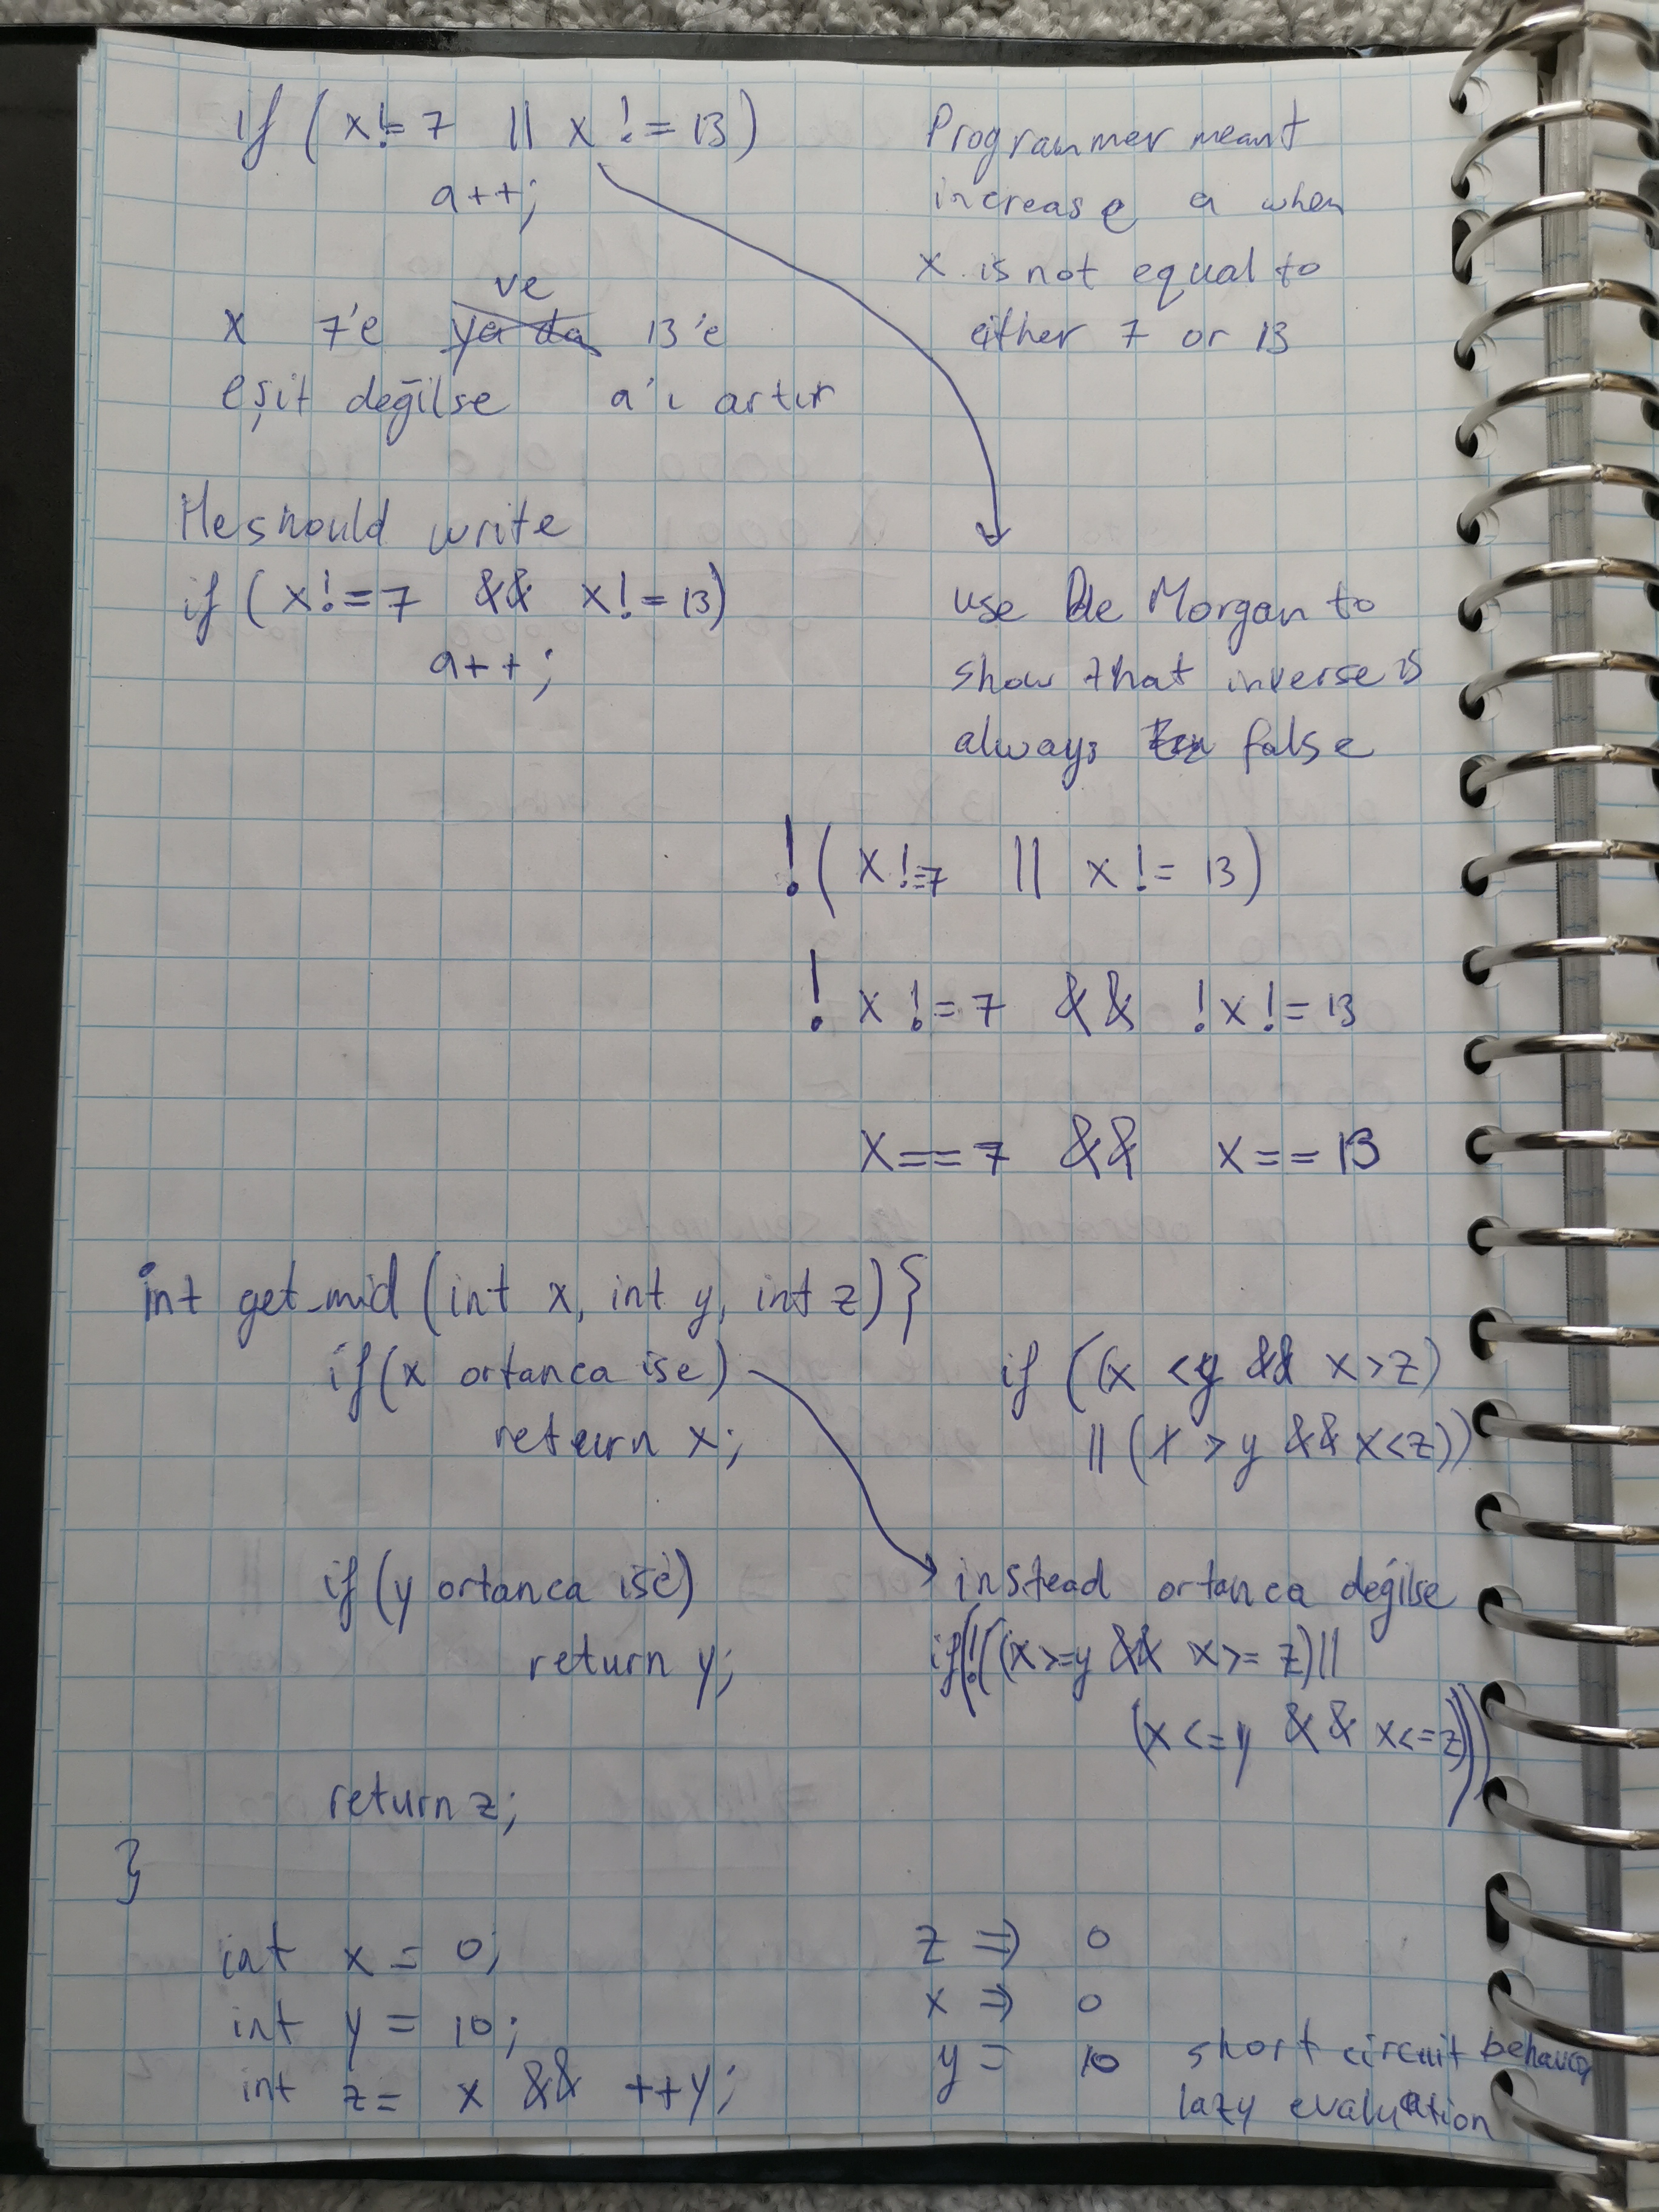 if (x != 7 || x != 13)
a++;
Programmer meant
increase a when
x is not equal to
either 7 or 13
ve
x 7'e ya da 13'e
eşit değilse a'ı artır
He should write
if (x != 7 && x != 13)
a++;
use De Morgan to
show that inverse is
always false
!(x != 7 || x != 13)
! x != 7 && !x != 13
x == 7 && x == 13
int get_mid (int x, int y, int z) {
if (x ortanca ise)
return x;
if ((x < y && x > z)
|| (x > y && x < z))
if (y ortanca ise)
return y;
instead ortanca değilse
if(!((x >= y && x >= z) ||
(x <= y && x <= z)))
return z;
}
int x = 0;
int y = 10;
int z = x && ++y;
z ⇒ 0
x ⇒ 0
y = 10
short circuit behavior
lazy evaluation